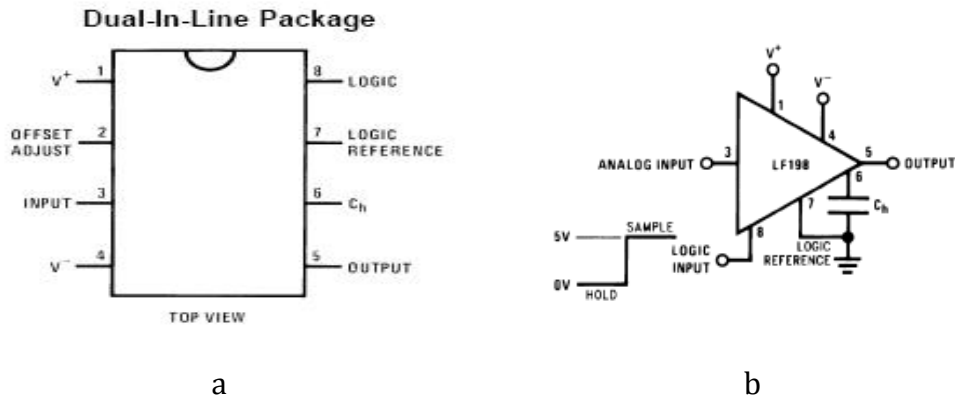 Dual-In-Line Package
V+ 1
8 LOGIC
OFFSET
ADJUST 2
7 LOGIC
REFERENCE
INPUT 3
6 Ch
V− 4
5 OUTPUT
TOP VIEW
a
V+
V−
1
4
ANALOG INPUT 3
LF198
5 OUTPUT
6
Ch
7
8
5V
SAMPLE
LOGIC
INPUT
LOGIC
REFERENCE
0V
HOLD
b